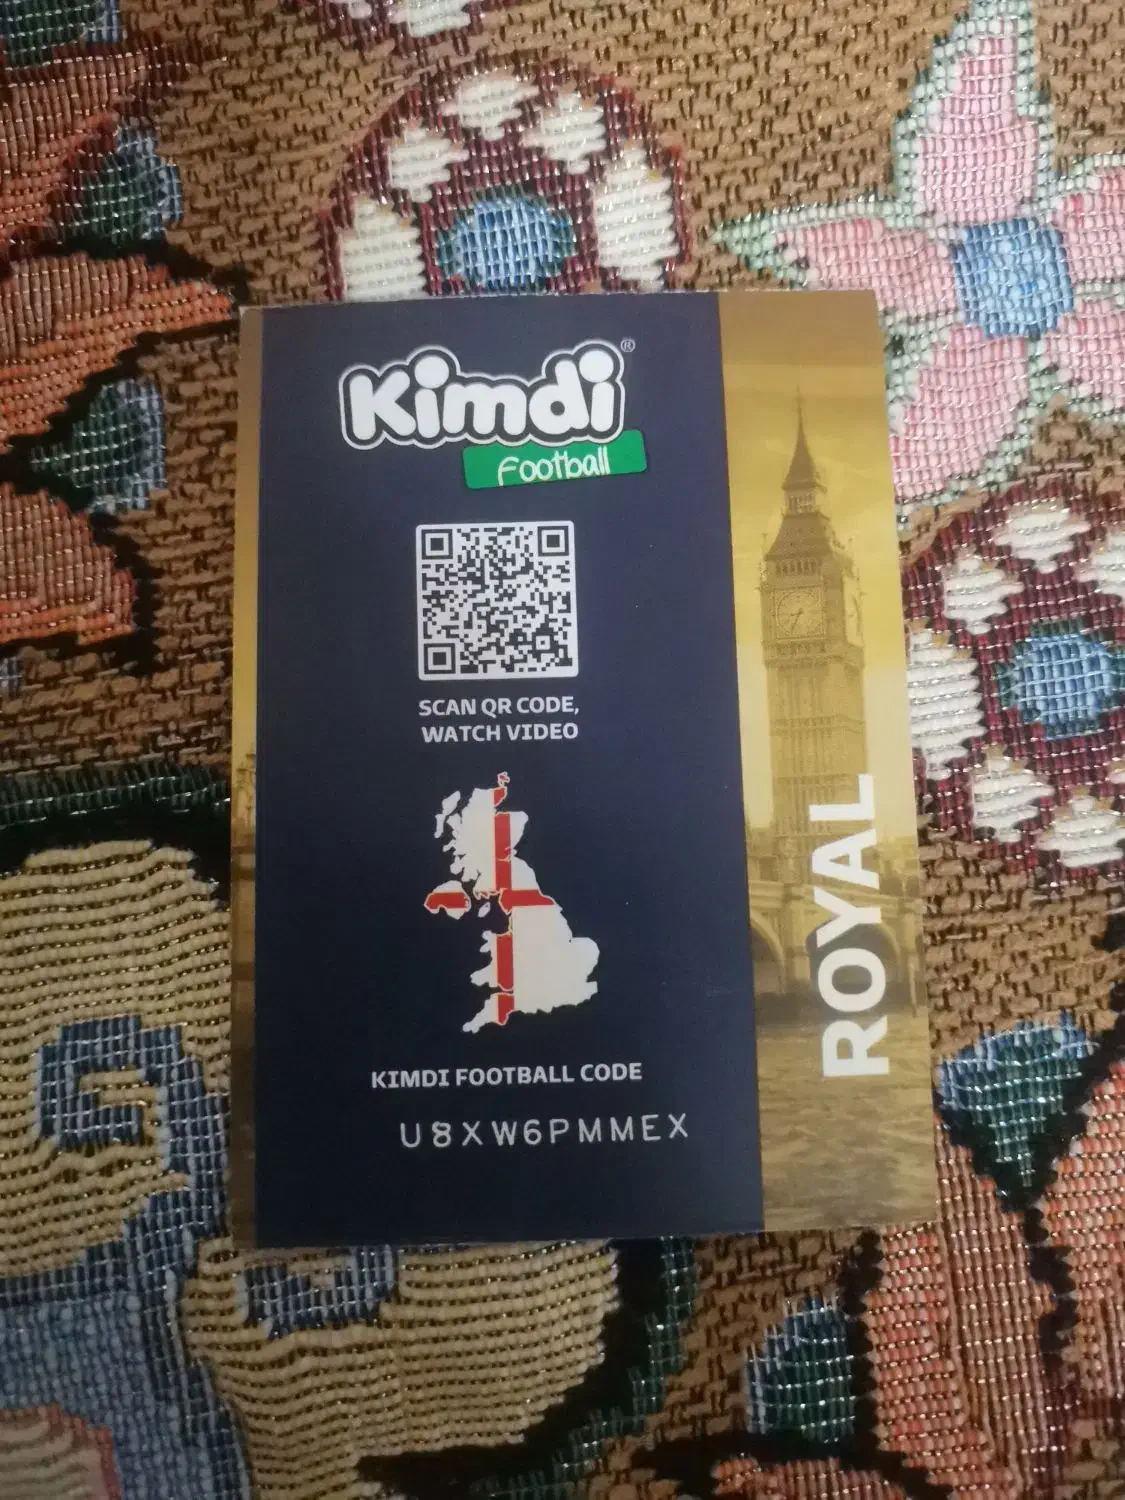 Kimdi®
Football
SCAN QR CODE,
WATCH VIDEO
KIMDI FOOTBALL CODE
U8XW6PMMEX
ROYAL